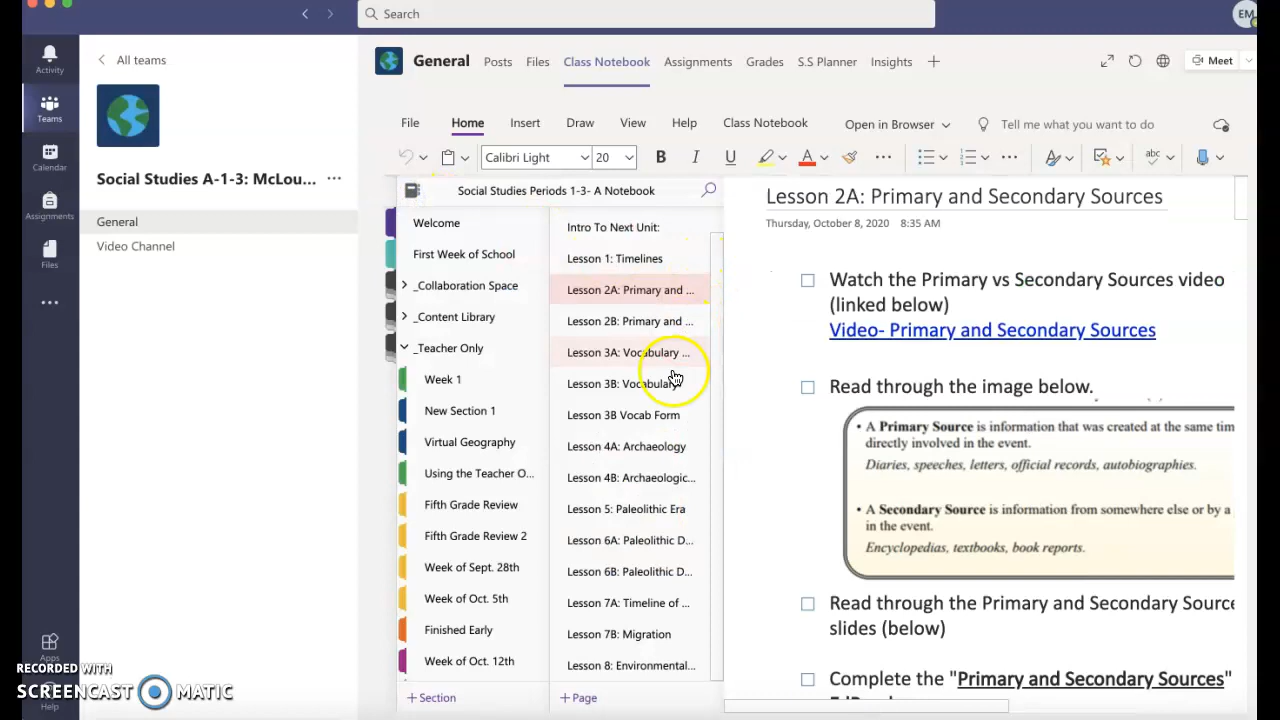 Search
EM
Activity
Teams
Calendar
Assignments
Files
Apps
Help
All teams
Social Studies A-1-3: McLou...
General
Video Channel
General
Posts
Files
Class Notebook
Assignments
Grades
S.S Planner
Insights
Meet
File
Home
Insert
Draw
View
Help
Class Notebook
Open in Browser
Tell me what you want to do
Calibri Light
20
B
I
U
A
abc
Social Studies Periods 1-3- A Notebook
Welcome
First Week of School
_Collaboration Space
_Content Library
_Teacher Only
Week 1
New Section 1
Virtual Geography
Using the Teacher O...
Fifth Grade Review
Fifth Grade Review 2
Week of Sept. 28th
Week of Oct. 5th
Finished Early
Week of Oct. 12th
+ Section
Intro To Next Unit:
Lesson 1: Timelines
Lesson 2A: Primary and ...
Lesson 2B: Primary and ...
Lesson 3A: Vocabulary ...
Lesson 3B: Vocabulary
Lesson 3B Vocab Form
Lesson 4A: Archaeology
Lesson 4B: Archaeologic...
Lesson 5: Paleolithic Era
Lesson 6A: Paleolithic D...
Lesson 6B: Paleolithic D...
Lesson 7A: Timeline of ...
Lesson 7B: Migration
Lesson 8: Environmental...
+ Page
Lesson 2A: Primary and Secondary Sources
Thursday, October 8, 2020 8:35 AM
Watch the Primary vs Secondary Sources video
(linked below)
Video- Primary and Secondary Sources
Read through the image below.
• A Primary Source is information that was created at the same tim
directly involved in the event.
Diaries, speeches, letters, official records, autobiographies.
• A Secondary Source is information from somewhere else or by a
in the event.
Encyclopedias, textbooks, book reports.
Read through the Primary and Secondary Source
slides (below)
Complete the "Primary and Secondary Sources"
RECORDED WITH
SCREENCAST MATIC